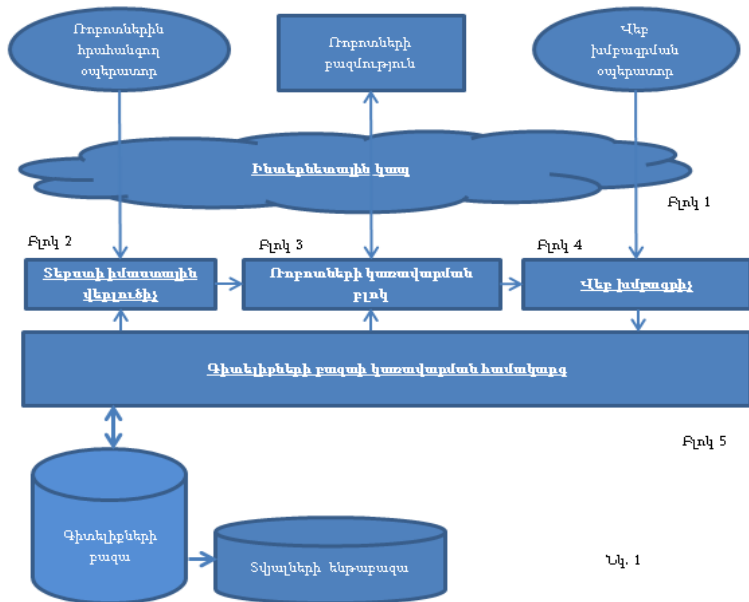 Ռոբոտներին
հրահանգող
օպերատոր
Ռոբոտների
բազմություն
Վեբ
խմբագրման
օպերատոր
Ինտերնետային կապ
Բլոկ 1
Բլոկ 2
Բլոկ 3
Բլոկ 4
Տեքստի իմաստային
վերլուծիչ
Ռոբոտների կառավարման
բլոկ
Վեբ խմբագրիչ
Գիտելիքների բազաի կառավարման համակարգ
Բլոկ 5
Գիտելիքների
բազա
Տվյալների ենթաբազա
Նկ. 1